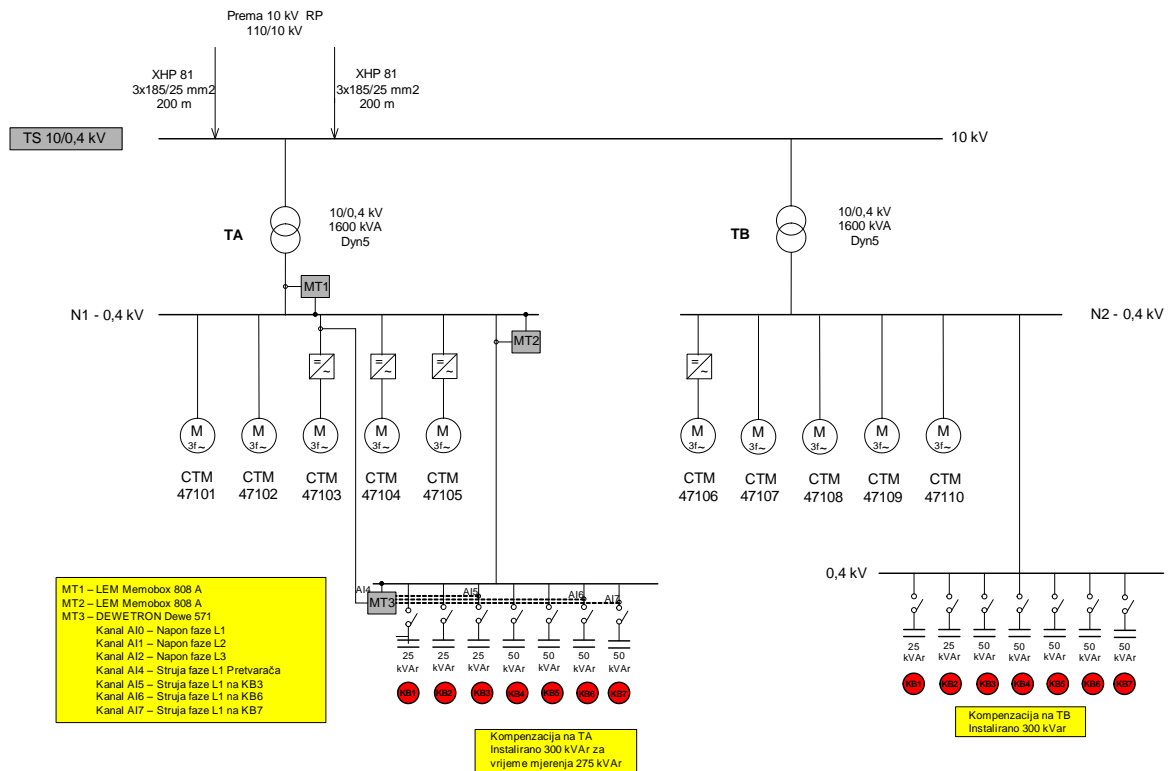 Prema 10 kV RP
110/10 kV
XHP 81
3x185/25 mm2
200 m
XHP 81
3x185/25 mm2
200 m
TS 10/0,4 kV
10 kV
TA
10/0,4 kV
1600 kVA
Dyn5
TB
10/0,4 kV
1600 kVA
Dyn5
MT1
N1 - 0,4 kV
N2 - 0,4 kV
MT2
=
~
=
~
=
~
=
~
M
3f~
M
3f~
M
3f~
M
3f~
M
3f~
M
3f~
M
3f~
M
3f~
M
3f~
M
3f~
CTM
47101
CTM
47102
CTM
47103
CTM
47104
CTM
47105
CTM
47106
CTM
47107
CTM
47108
CTM
47109
CTM
47110
0,4 kV
AI4
MT3
AI5
AI6
AI7
MT1 – LEM Memobox 808 A
MT2 – LEM Memobox 808 A
MT3 – DEWETRON Dewe 571
Kanal AI0 – Napon faze L1
Kanal AI1 – Napon faze L2
Kanal AI2 – Napon faze L3
Kanal AI4 – Struja faze L1 Pretvarača
Kanal AI5 – Struja faze L1 na KB3
Kanal AI6 – Struja faze L1 na KB6
Kanal AI7 – Struja faze L1 na KB7
25
kVAr
25
kVAr
25
kVAr
50
kVAr
50
kVAr
50
kVAr
50
kVAr
KB1
KB2
KB3
KB4
KB5
KB6
KB7
25
kVAr
25
kVAr
50
kVAr
50
kVAr
50
kVAr
50
kVAr
50
kVAr
KB1
KB2
KB3
KB4
KB5
KB6
KB7
Kompenzacija na TA
Instalirano 300 kVAr za
vrijeme mjerenja 275 kVAr
Kompenzacija na TB
Instalirano 300 kVar